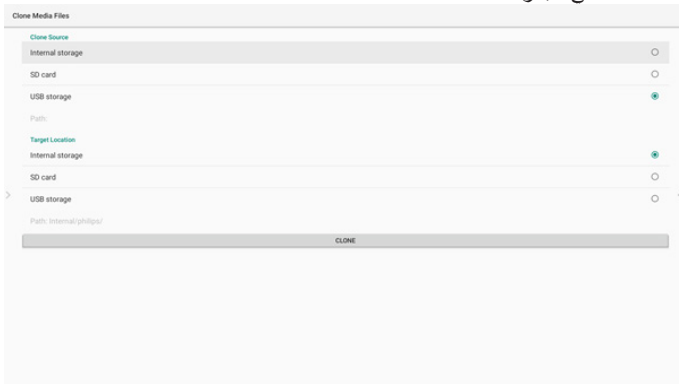 Clone Media Files
Clone Source
Internal storage
SD card
USB storage
Path:
Target Location
Internal storage
SD card
USB storage
Path: internal/philips/
CLONE